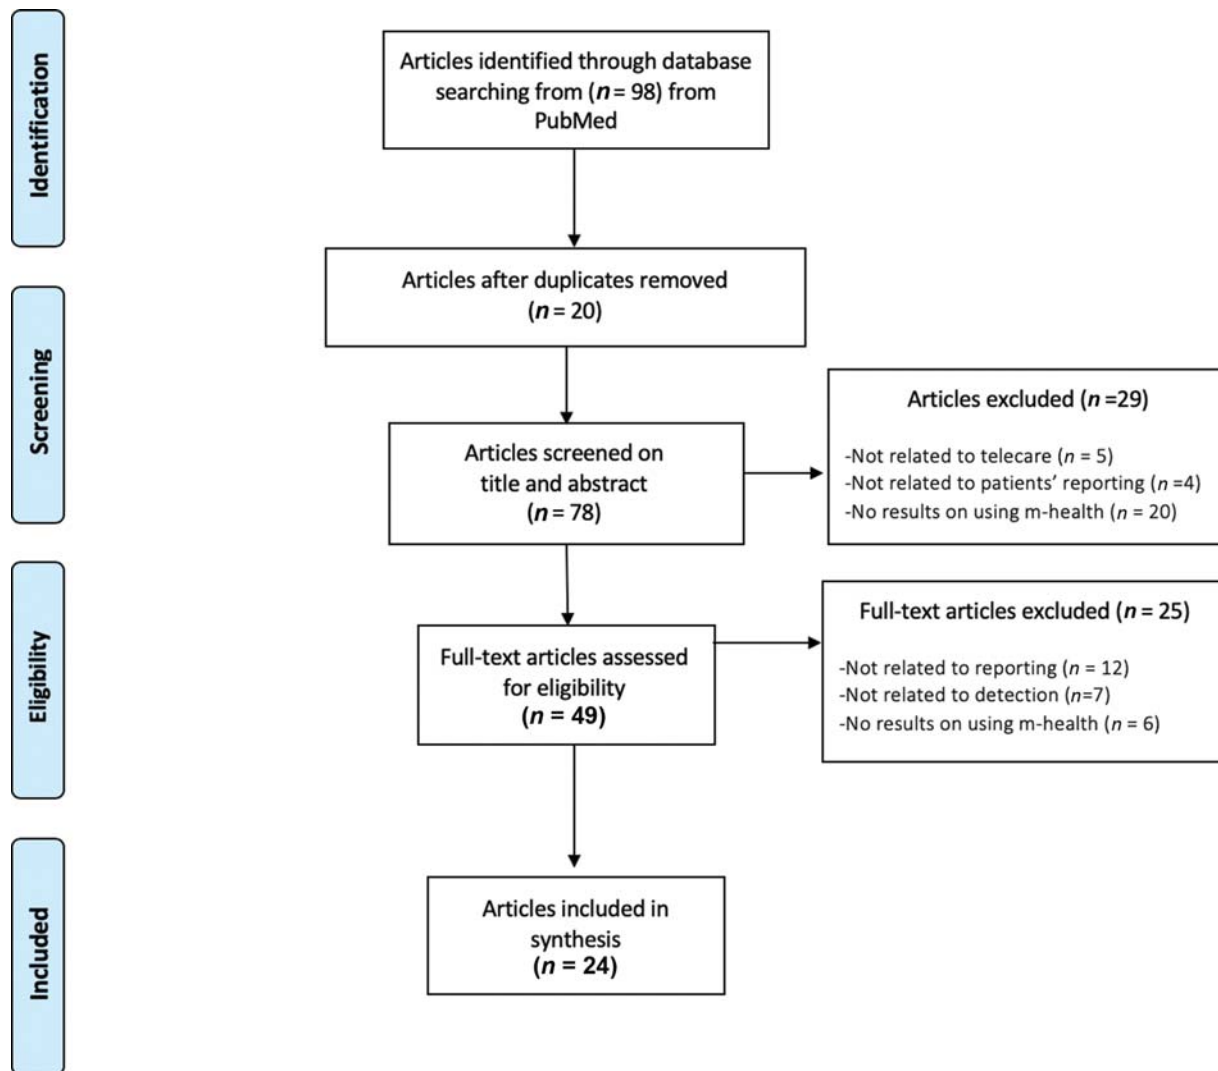 Identification
Articles identified through database
searching from (n = 98) from
PubMed
Screening
Articles after duplicates removed
(n = 20)
Articles screened on
title and abstract
(n = 78)
Articles excluded (n =29)
-Not related to telecare (n = 5)
-Not related to patients’ reporting (n =4)
-No results on using m-health (n = 20)
Eligibility
Full-text articles assessed
for eligibility
(n = 49)
Full-text articles excluded (n = 25)
-Not related to reporting (n = 12)
-Not related to detection (n=7)
-No results on using m-health (n = 6)
Included
Articles included in
synthesis
(n = 24)